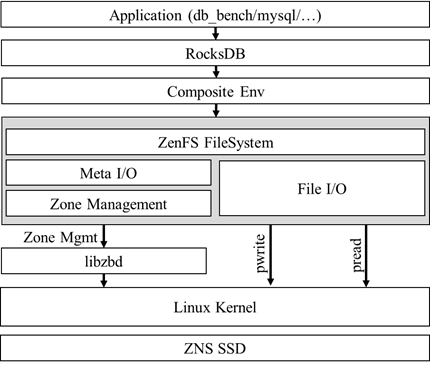 Application (db_bench/mysql/…)
RocksDB
Composite Env
ZenFS FileSystem
Meta I/O
File I/O
Zone Management
Zone Mgmt
pwrite
pread
libzbd
Linux Kernel
ZNS SSD